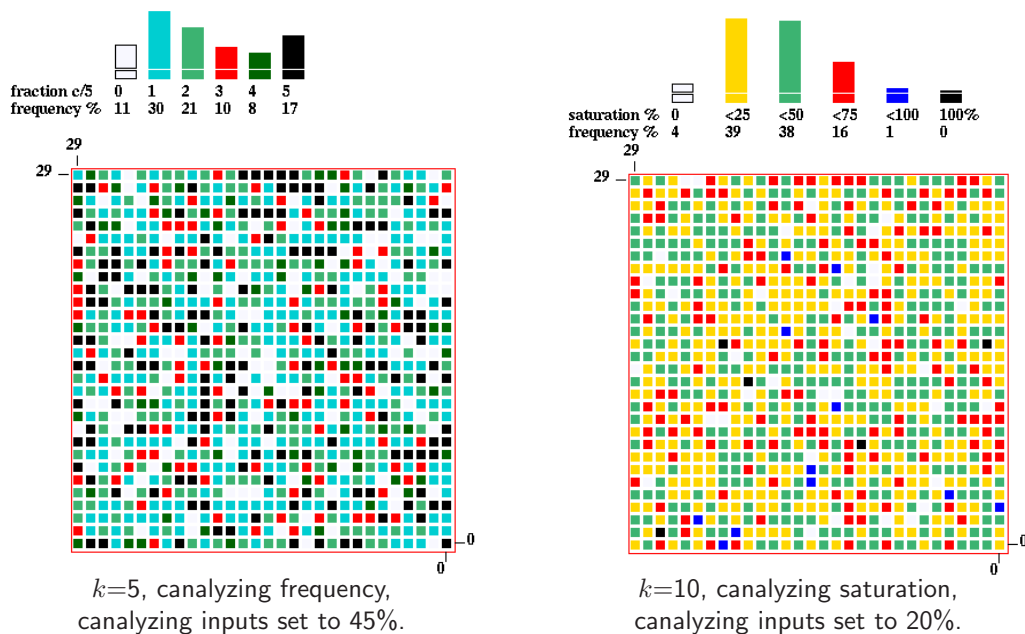 fraction c/5 0 1 2 3 4 5
frequency % 11 30 21 10 8 17
29
29
0
0
k=5, canalyzing frequency,
canalyzing inputs set to 45%.
saturation % 0 <25 <50 <75 <100 100%
frequency % 4 39 38 16 1 0
29
29
0
0
k=10, canalyzing saturation,
canalyzing inputs set to 20%.